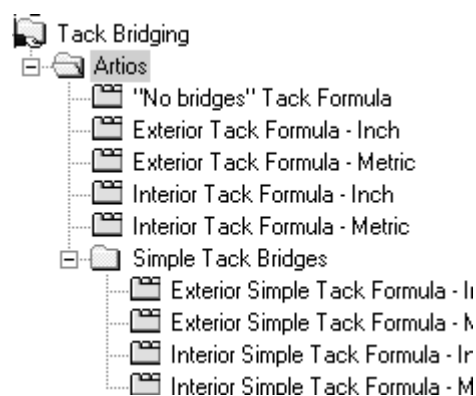 Tack Bridging
Artios
"No bridges" Tack Formula
Exterior Tack Formula - Inch
Exterior Tack Formula - Metric
Interior Tack Formula - Inch
Interior Tack Formula - Metric
Simple Tack Bridges
Exterior Simple Tack Formula -
Exterior Simple Tack Formula -
Interior Simple Tack Formula -
Interior Simple Tack Formula -